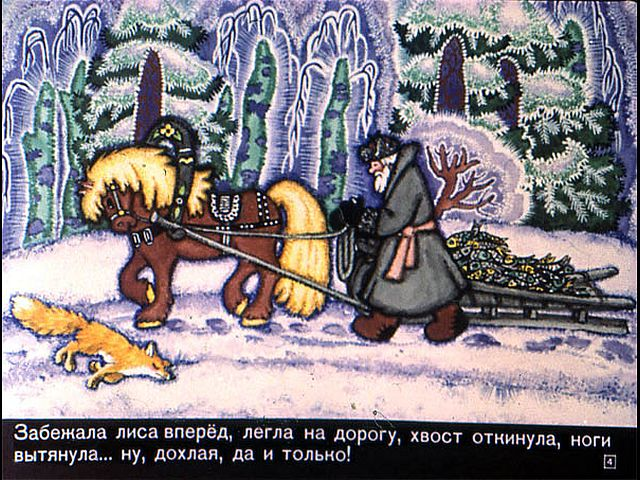 Забежала лиса вперёд, легла на дорогу, хвост откинула, ноги
вытянула... ну, дохлая, да и только!
4